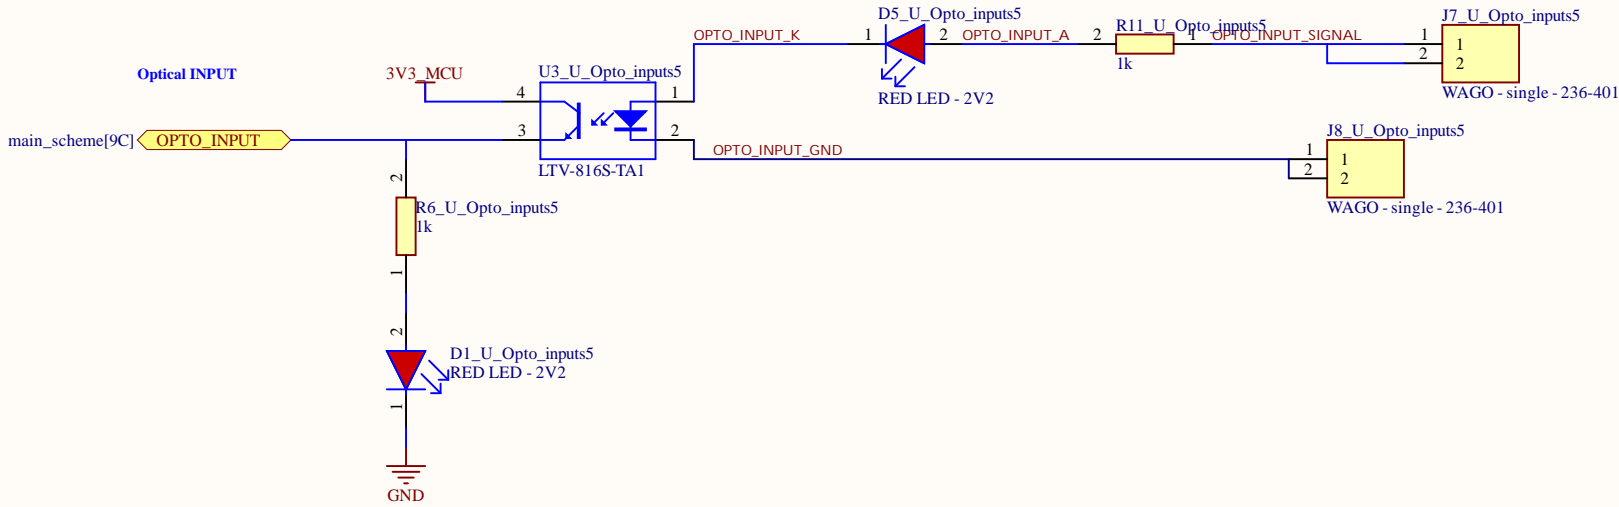 D5_U_Opto_inputs5
J7_U_Opto_inputs5
R11_U_Opto_inputs5
OPTO_INPUT_K
1
2
OPTO_INPUT_A
2
1
OPTO_INPUT_SIGNAL
1
1
2
2
1k
Optical INPUT
3V3_MCU
U3_U_Opto_inputs5
RED LED - 2V2
WAGO - single - 236-401
4
1
main_scheme[9C]
OPTO_INPUT
3
2
J8_U_Opto_inputs5
OPTO_INPUT_GND
1
1
2
2
LTV-816S-TA1
WAGO - single - 236-401
2
R6_U_Opto_inputs5
1k
1
2
D1_U_Opto_inputs5
RED LED - 2V2
1
GND